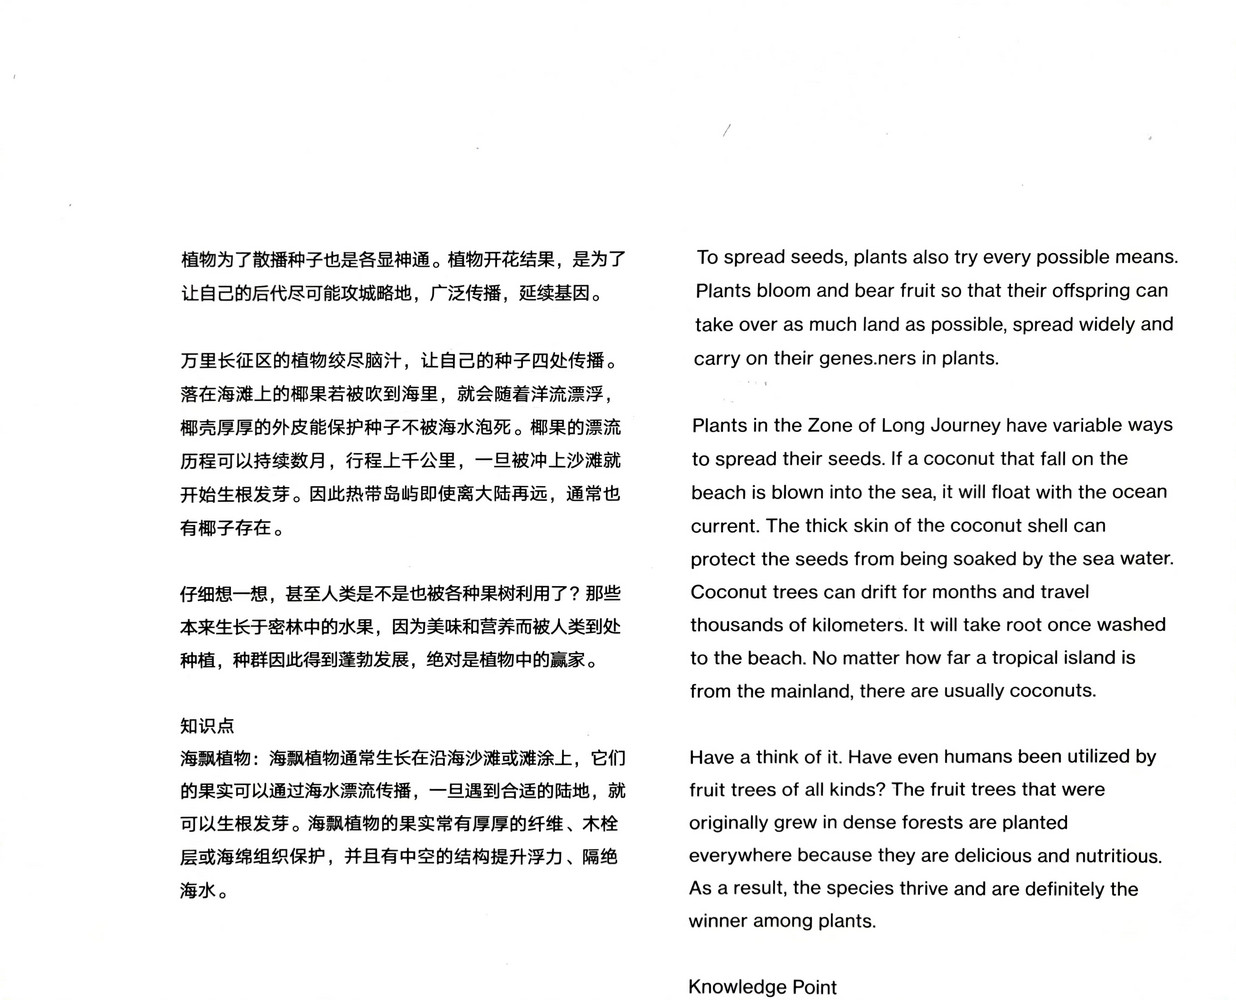 植物为了散播种子也是各显神通。植物开花结果，是为了
让自己的后代尽可能攻城略地，广泛传播，延续基因。
万里长征区的植物绞尽脑汁，让自己的种子四处传播。
落在海滩上的椰果若被吹到海里，就会随着洋流漂浮，
椰壳厚厚的外皮能保护种子不被海水泡死。椰果的漂流
历程可以持续数月，行程上千公里，一旦被冲上沙滩就
开始生根发芽。因此热带岛屿即使离大陆再远，通常也
有椰子存在。
仔细想一想，甚至人类是不是也被各种果树利用了？那些
本来生长于密林中的水果，因为美味和营养而被人类到处
种植，种群因此得到蓬勃发展，绝对是植物中的赢家。
知识点
海飘植物：海飘植物通常生长在沿海沙滩或滩涂上，它们
的果实可以通过海水漂流传播，一旦遇到合适的陆地，就
可以生根发芽。海飘植物的果实常有厚厚的纤维、木栓
层或海绵组织保护，并且有中空的结构提升浮力、隔绝
海水。
To spread seeds, plants also try every possible means.
Plants bloom and bear fruit so that their offspring can
take over as much land as possible, spread widely and
carry on their genes.ners in plants.
Plants in the Zone of Long Journey have variable ways
to spread their seeds. If a coconut that fall on the
beach is blown into the sea, it will float with the ocean
current. The thick skin of the coconut shell can
protect the seeds from being soaked by the sea water.
Coconut trees can drift for months and travel
thousands of kilometers. It will take root once washed
to the beach. No matter how far a tropical island is
from the mainland, there are usually coconuts.
Have a think of it. Have even humans been utilized by
fruit trees of all kinds? The fruit trees that were
originally grew in dense forests are planted
everywhere because they are delicious and nutritious.
As a result, the species thrive and are definitely the
winner among plants.
Knowledge Point